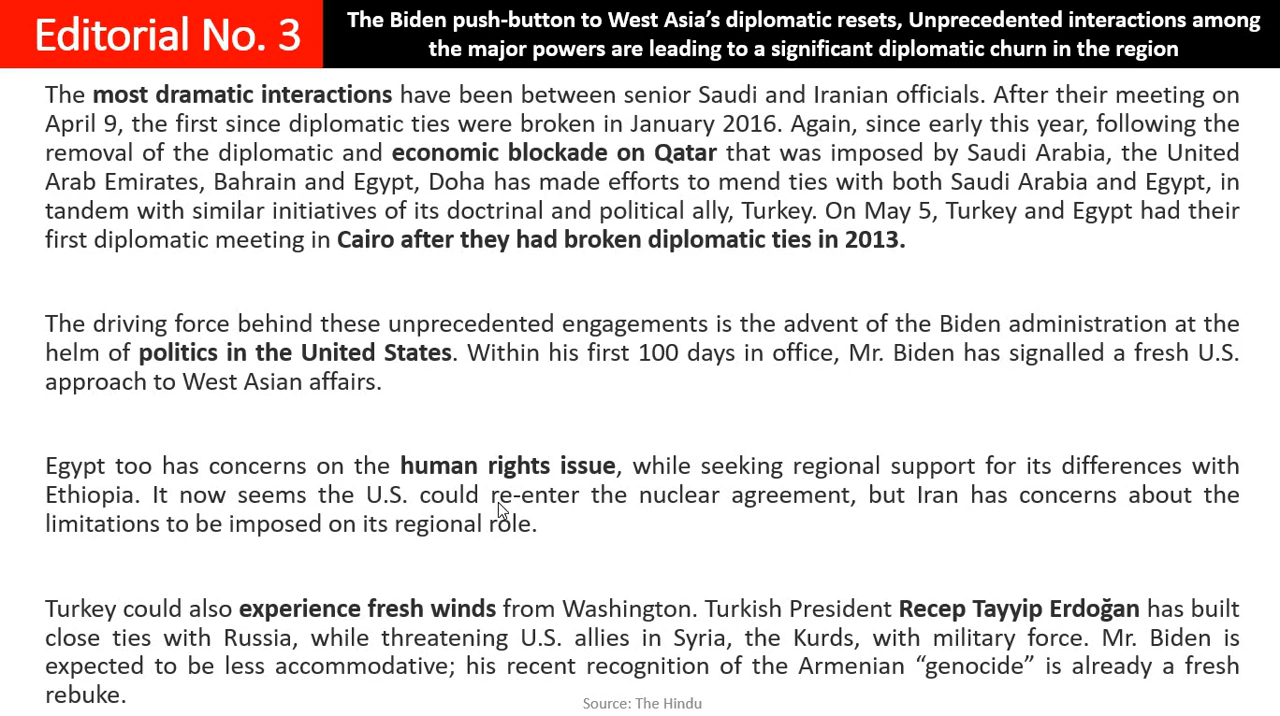 Editorial No. 3
The Biden push-button to West Asia's diplomatic resets, Unprecedented interactions among
the major powers are leading to a significant diplomatic churn in the region
The most dramatic interactions have been between senior Saudi and Iranian officials. After their meeting on
April 9, the first since diplomatic ties were broken in January 2016. Again, since early this year, following the
removal of the diplomatic and economic blockade on Qatar that was imposed by Saudi Arabia, the United
Arab Emirates, Bahrain and Egypt, Doha has made efforts to mend ties with both Saudi Arabia and Egypt, in
tandem with similar initiatives of its doctrinal and political ally, Turkey. On May 5, Turkey and Egypt had their
first diplomatic meeting in Cairo after they had broken diplomatic ties in 2013.
The driving force behind these unprecedented engagements is the advent of the Biden administration at the
helm of politics in the United States. Within his first 100 days in office, Mr. Biden has signalled a fresh U.S.
approach to West Asian affairs.
Egypt too has concerns on the human rights issue, while seeking regional support for its differences with
Ethiopia. It now seems the U.S. could re-enter the nuclear agreement, but Iran has concerns about the
limitations to be imposed on its regional role.
Turkey could also experience fresh winds from Washington. Turkish President Recep Tayyip Erdoğan has built
close ties with Russia, while threatening U.S. allies in Syria, the Kurds, with military force. Mr. Biden is
expected to be less accommodative; his recent recognition of the Armenian “genocide” is already a fresh
rebuke.
Source: The Hindu